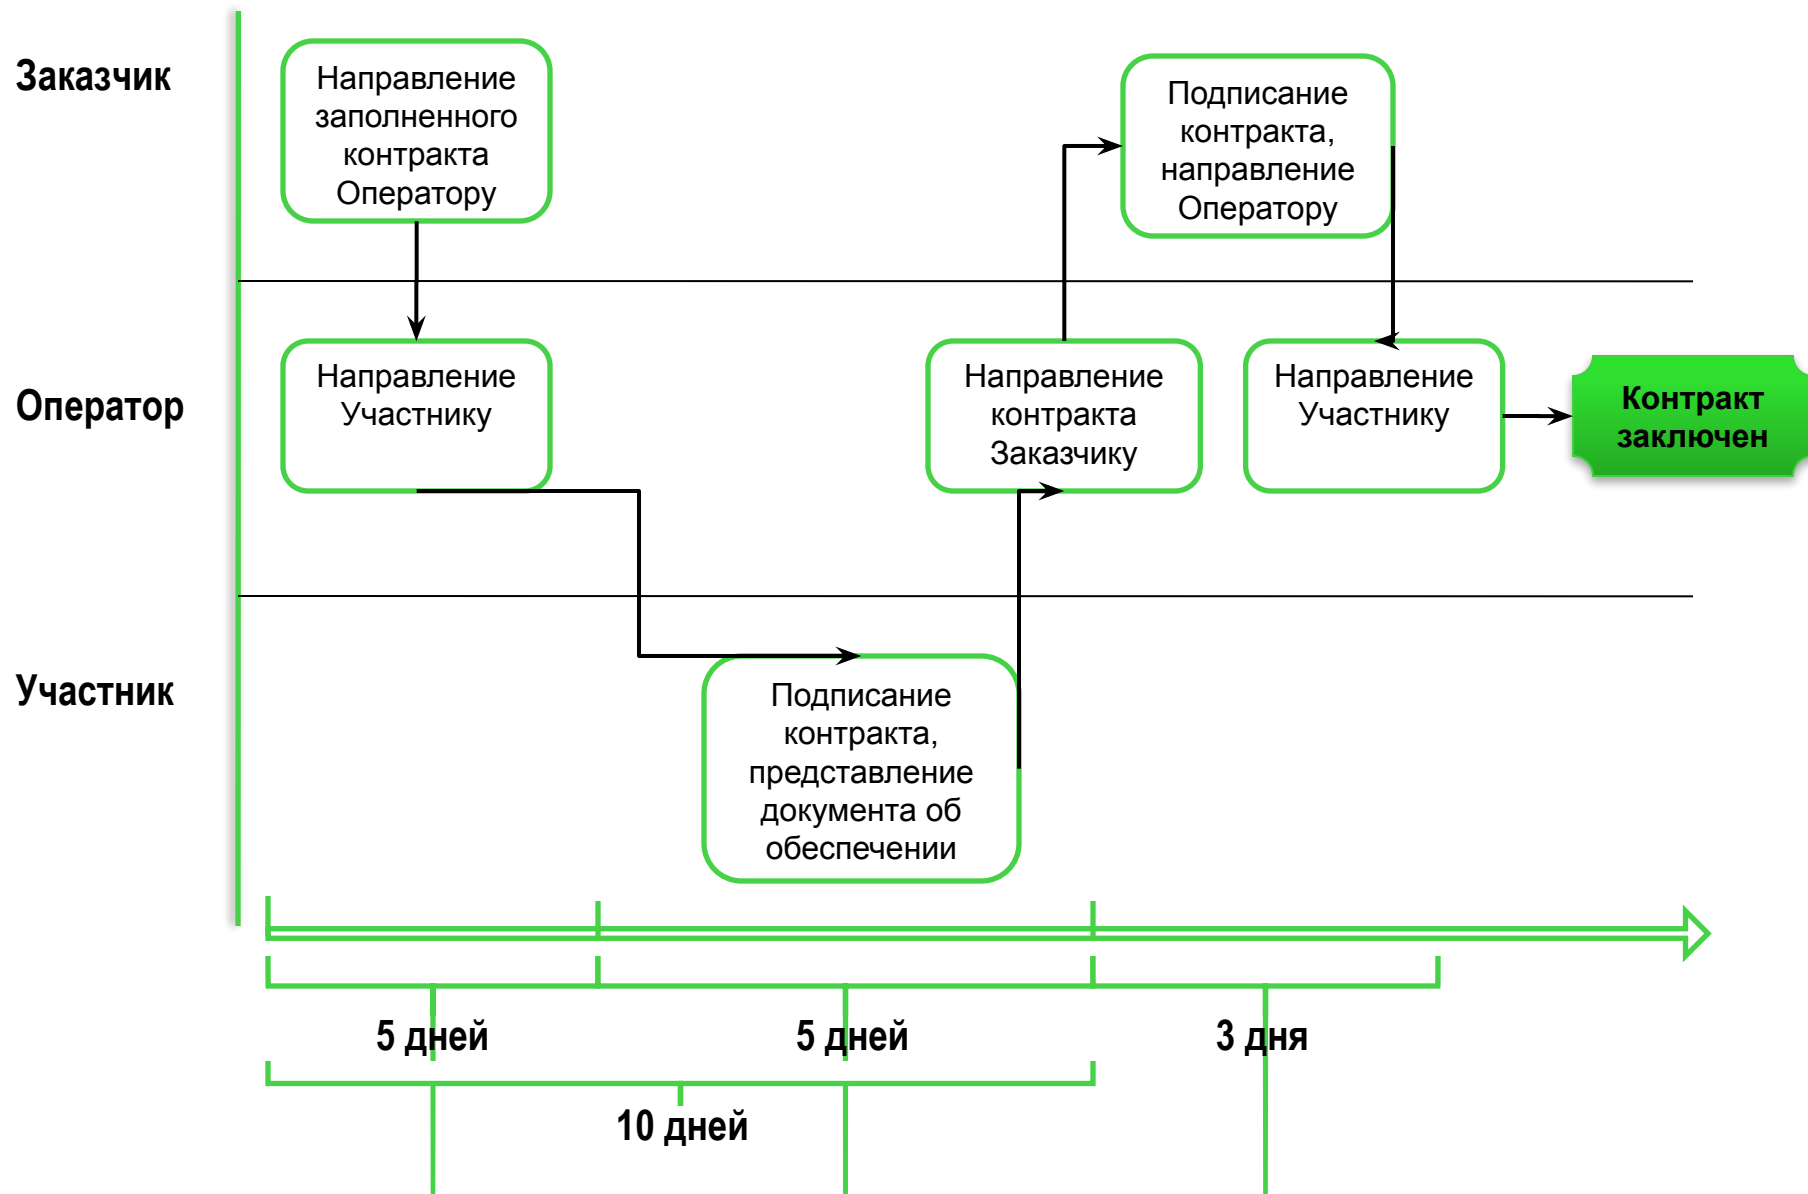 Заказчик
Направление
заполненного
контракта
Оператору
Подписание
контракта,
направление
Оператору
Оператор
Направление
Участнику
Направление
контракта
Заказчику
Направление
Участнику
Контракт
заключен
Участник
Подписание
контракта,
представление
документа об
обеспечении
5 дней
5 дней
3 дня
10 дней